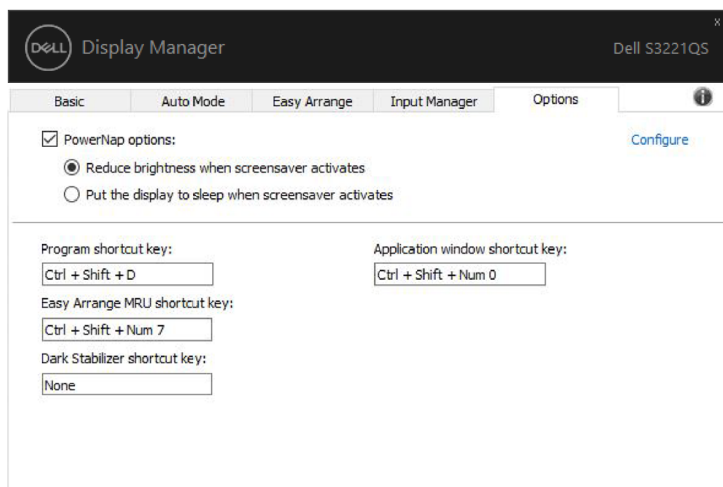 DELL Display Manager
Dell S3221QS
Basic Auto Mode Easy Arrange Input Manager Options
PowerNap options: Configure
Reduce brightness when screensaver activates
Put the display to sleep when screensaver activates
Program shortcut key: Application window shortcut key:
Ctrl + Shift + D Ctrl + Shift + Num 0
Easy Arrange MRU shortcut key:
Ctrl + Shift + Num 7
Dark Stabilizer shortcut key:
None